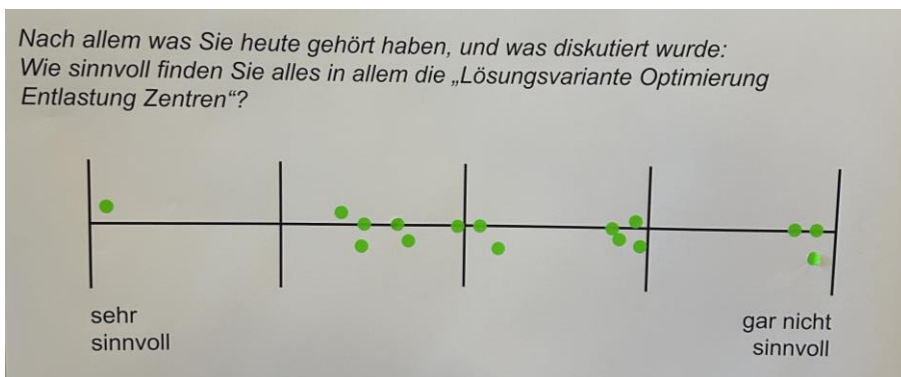 Nach allem was Sie heute gehört haben, und was diskutiert wurde:
Wie sinnvoll finden Sie alles in allem die „Lösungsvariante Optimierung
Entlastung Zentren“?
sehr
sinnvoll
gar nicht
sinnvoll